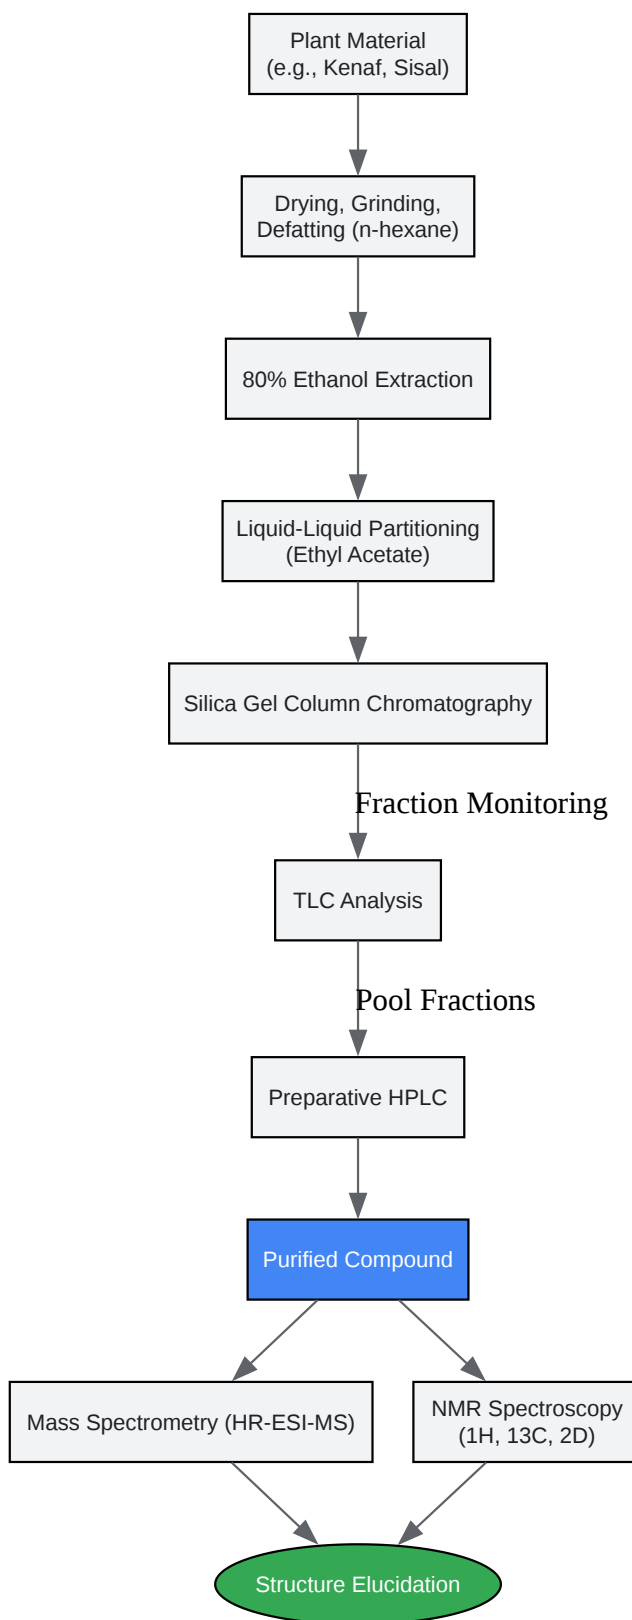 Plant Material
(e.g., Kenaf, Sisal)
Drying, Grinding,
Defatting (n-hexane)
80% Ethanol Extraction
Liquid-Liquid Partitioning
(Ethyl Acetate)
Silica Gel Column Chromatography
Fraction Monitoring
TLC Analysis
Pool Fractions
Preparative HPLC
Purified Compound
Mass Spectrometry (HR-ESI-MS)
NMR Spectroscopy
(1H, 13C, 2D)
Structure Elucidation